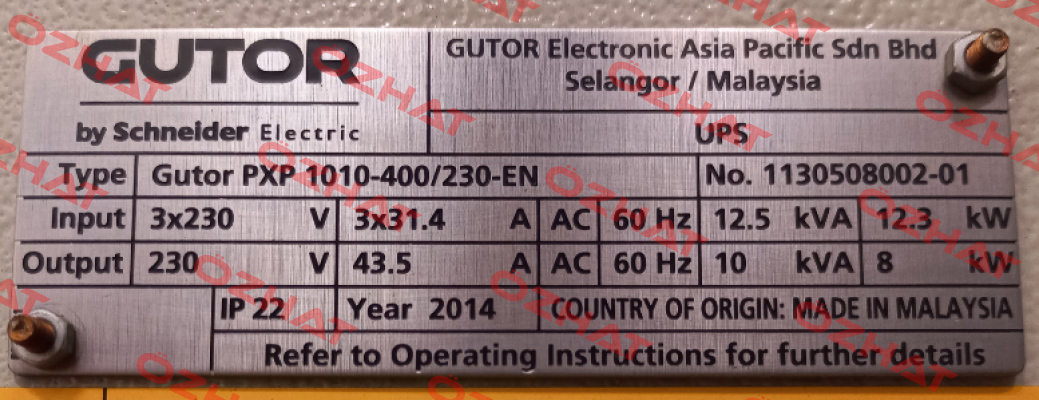 GUTOR
by Schneider Electric
GUTOR Electronic Asia Pacific Sdn Bhd
Selangor / Malaysia
UPS
Type Gutor PXP 1010-400/230-EN No. 1130508002-01
Input 3x230 V 3x31.4 A AC 60 Hz 12.5 kVA 12.3 kW
Output 230 V 43.5 A AC 60 Hz 10 kVA 8 kW
IP 22 Year 2014 COUNTRY OF ORIGIN: MADE IN MALAYSIA
Refer to Operating Instructions for further details
OZHAT